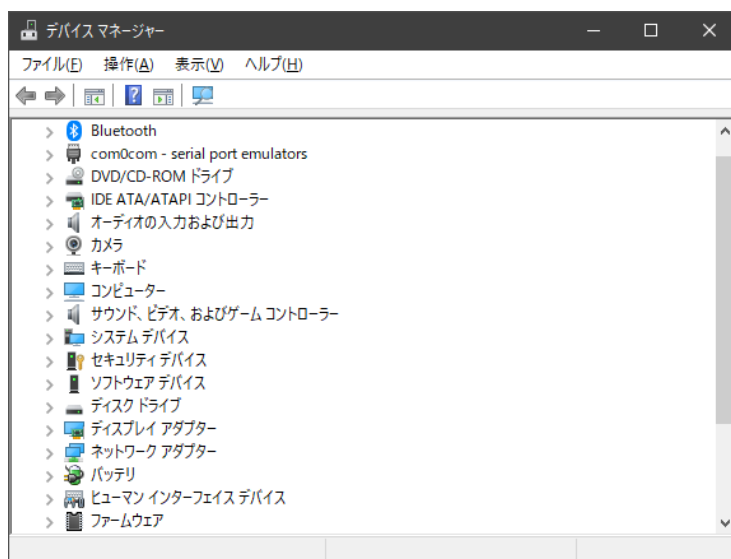 デバイス マネージャー
ファイル(F) 操作(A) 表示(V) ヘルプ(H)
Bluetooth
com0com - serial port emulators
DVD/CD-ROM ドライブ
IDE ATA/ATAPI コントローラー
オーディオの入力および出力
カメラ
キーボード
コンピューター
サウンド、ビデオ、およびゲーム コントローラー
システム デバイス
セキュリティ デバイス
ソフトウェア デバイス
ディスク ドライブ
ディスプレイ アダプター
ネットワーク アダプター
バッテリ
ヒューマン インターフェイス デバイス
ファームウェア